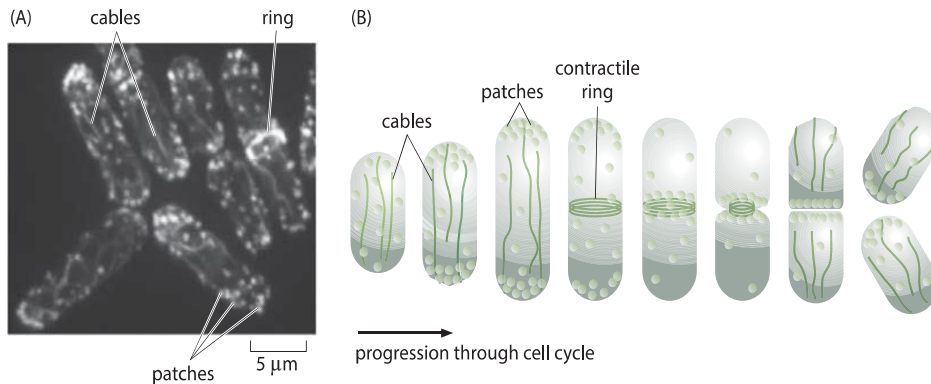 (A)
cables
ring
patches
5 μm
(B)
cables
patches
contractile
ring
progression through cell cycle